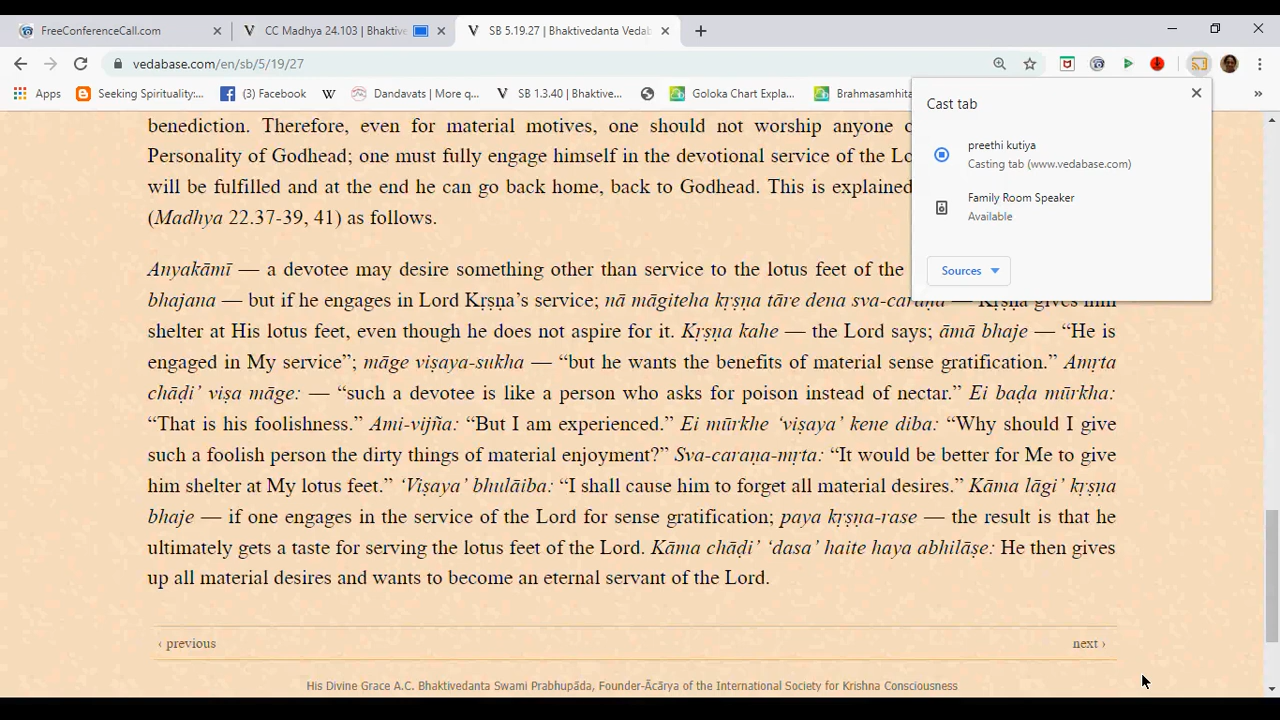 FreeConferenceCall.com
CC Madhya 24.103 | Bhaktive
SB 5.19.27 | Bhaktivedanta Vedab
vedabase.com/en/sb/5/19/27
Apps
Seeking Spirituality:...
(3) Facebook
W
Dandavats | More q...
SB 1.3.40 | Bhaktive...
Goloka Chart Expla...
Brahmasamhita
»
Cast tab
preethi kutiya
Casting tab (www.vedabase.com)
Family Room Speaker
Available
Sources
benediction. Therefore, even for material motives, one should not worship anyone o
Personality of Godhead; one must fully engage himself in the devotional service of the Lo
will be fulfilled and at the end he can go back home, back to Godhead. This is explained
(Madhya 22.37-39, 41) as follows.
Anyakāmī — a devotee may desire something other than service to the lotus feet of the
bhajana — but if he engages in Lord Kṛṣṇa’s service; nā māgiteha kṛṣṇa tāre dena sva-caraṇa — Kṛṣṇa gives him
shelter at His lotus feet, even though he does not aspire for it. Kṛṣṇa kahe — the Lord says; āmā bhaje — “He is
engaged in My service”; māge viṣaya-sukha — “but he wants the benefits of material sense gratification.” Amṛta
chāḍi’ viṣa māge: — “such a devotee is like a person who asks for poison instead of nectar.” Ei baḍa mūrkha:
“That is his foolishness.” Ami-vijña: “But I am experienced.” Ei mūrkhe ‘viṣaya’ kene diba: “Why should I give
such a foolish person the dirty things of material enjoyment?” Sva-caraṇa-mṛta: “It would be better for Me to give
him shelter at My lotus feet.” ‘Viṣaya’ bhulāiba: “I shall cause him to forget all material desires.” Kāma lāgi’ kṛṣṇa
bhaje — if one engages in the service of the Lord for sense gratification; paya kṛṣṇa-rase — the result is that he
ultimately gets a taste for serving the lotus feet of the Lord. Kāma chāḍi’ ‘dasa’ haite haya abhilāṣe: He then gives
up all material desires and wants to become an eternal servant of the Lord.
‹ previous
next ›
His Divine Grace A.C. Bhaktivedanta Swami Prabhupāda, Founder-Ācārya of the International Society for Krishna Consciousness